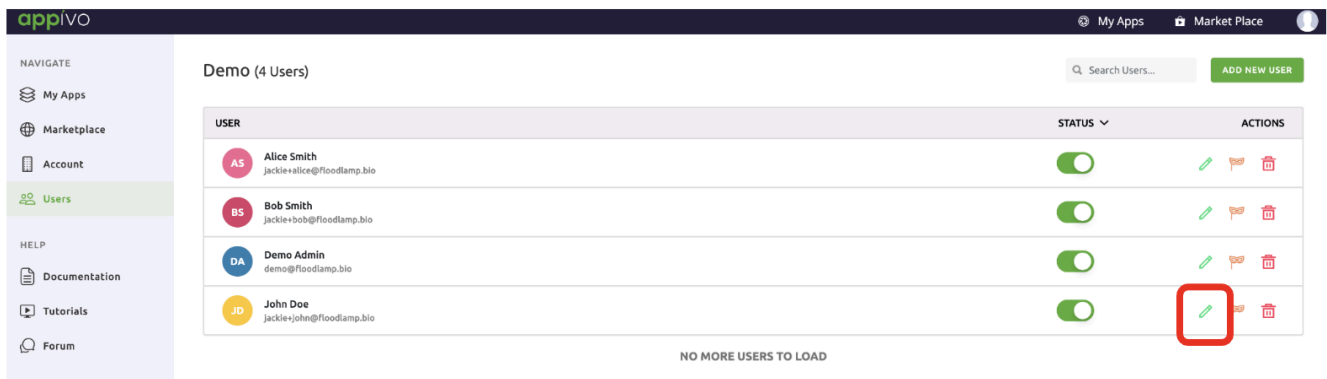 appivo
My Apps
Market Place
NAVIGATE
My Apps
Marketplace
Account
Users
HELP
Documentation
Tutorials
Forum
Demo (4 Users)
Search Users...
ADD NEW USER
USER
STATUS
ACTIONS
AS
Alice Smith
jackie+alice@floodlamp.bio
BS
Bob Smith
jackie+bob@floodlamp.bio
DA
Demo Admin
demo@floodlamp.bio
JD
John Doe
jackie+john@floodlamp.bio
NO MORE USERS TO LOAD